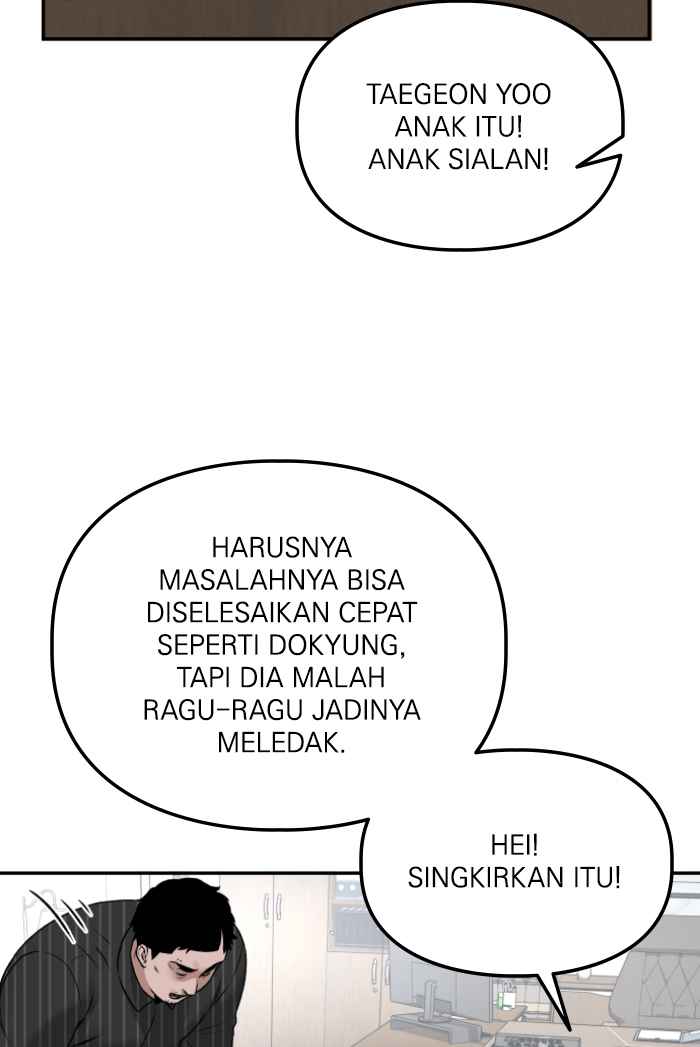 TAEGEON YOO
ANAK ITU!
ANAK SIALAN!
HARUSNYA
MASALAHNYA BISA
DISELESAIKAN CEPAT
SEPERTI DOKYUNG,
TAPI DIA MALAH
RAGU-RAGU JADINYA
MELEDAK.
HEI!
SINGKIRKAN ITU!